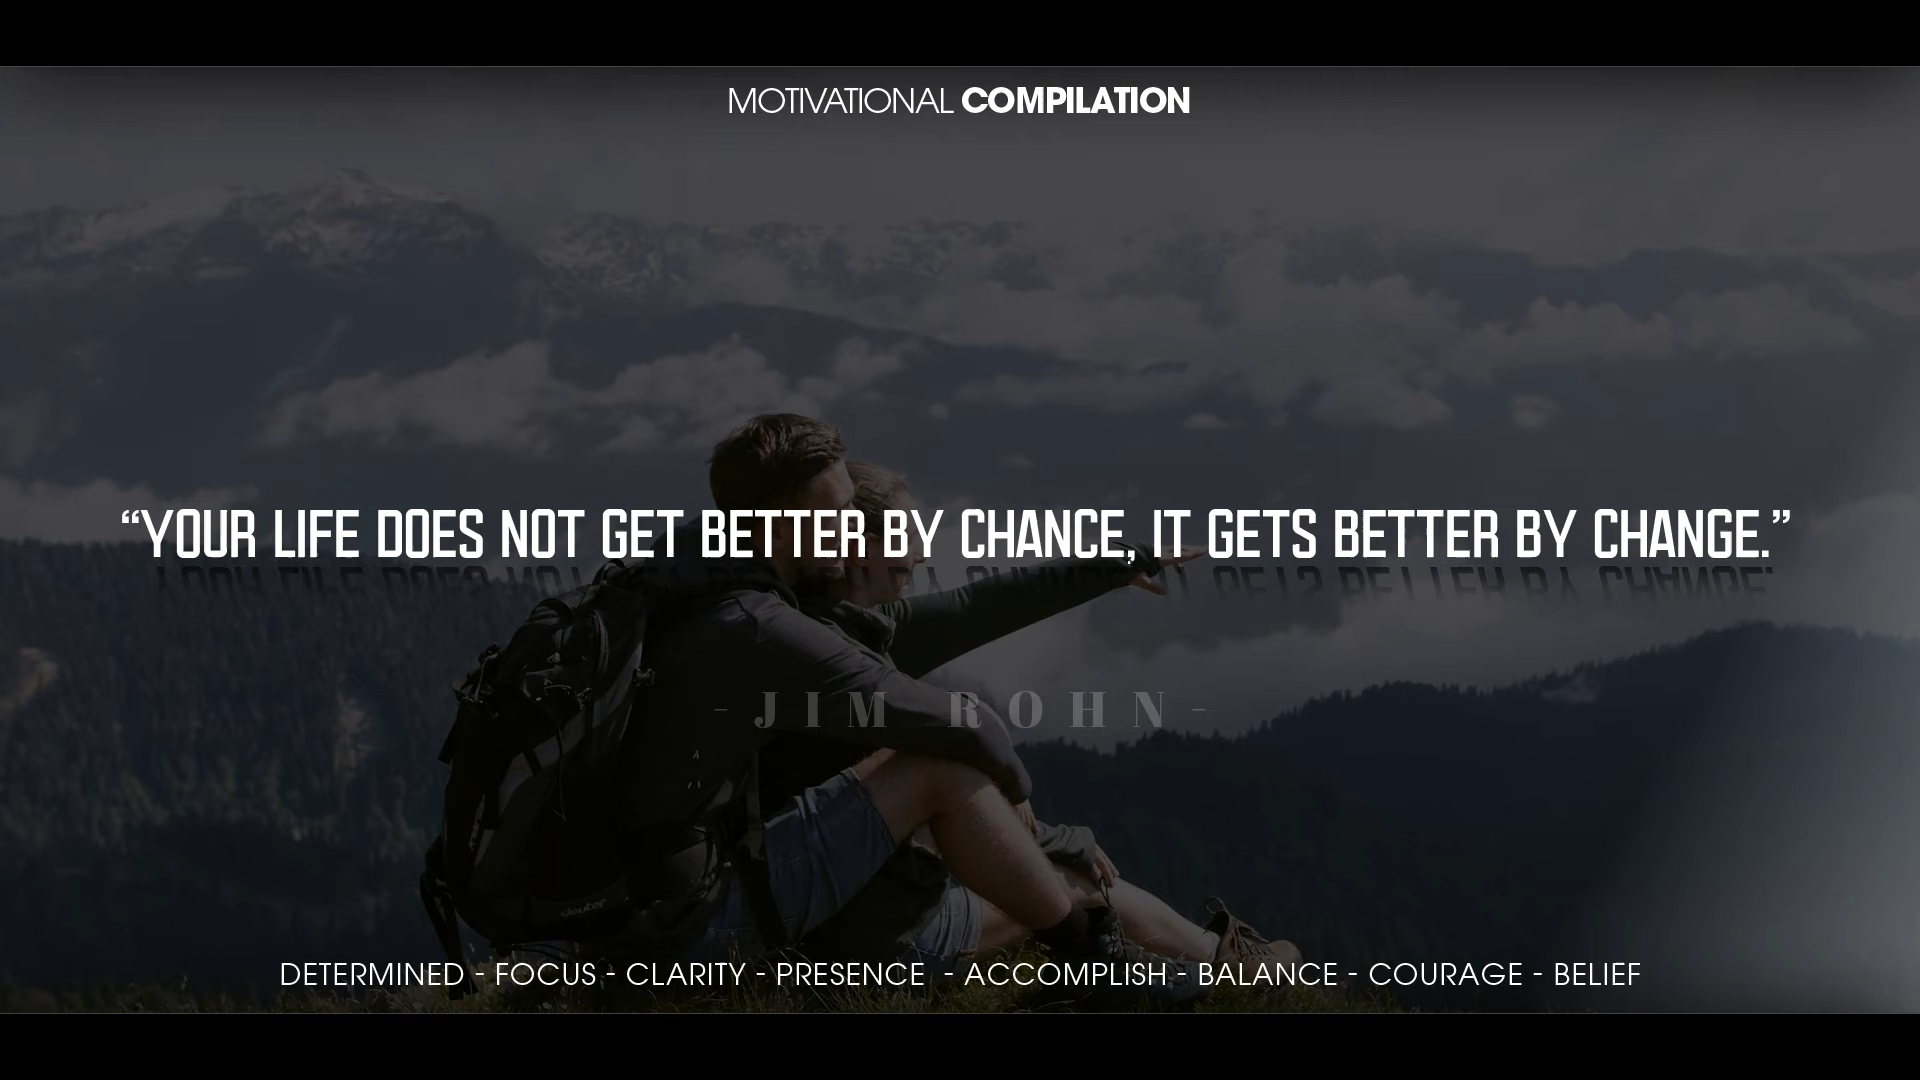 MOTIVATIONAL COMPILATION
“YOUR LIFE DOES NOT GET BETTER BY CHANCE, IT GETS BETTER BY CHANGE.”
-JIM ROHN-
deuter
DETERMINED - FOCUS - CLARITY - PRESENCE - ACCOMPLISH - BALANCE - COURAGE - BELIEF